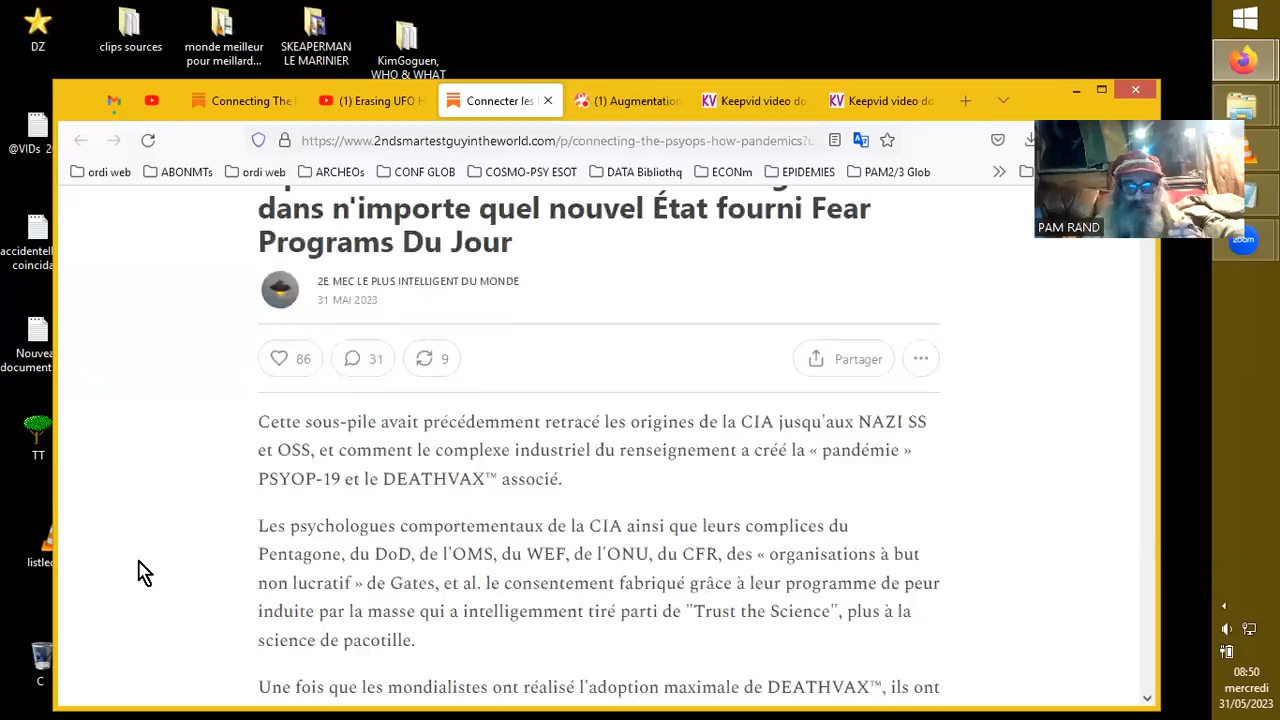 DZ
clips sources
monde meilleur
pour meillard...
SKEAPERMAN
LE MARINIER
KimGoguen,
WHO & WHAT
@VIDs 2
accidentell
coincida
Nouvea
document
TT
listlec
C
Connecting The P
(1) Erasing UFO H
Connecter les
(1) Augmentation
Keepvid video do
Keepvid video do
https://www.2ndsmartestguyintheworld.com/p/connecting-the-psyops-how-pandemics?u
ordi web
ABONMTs
ordi web
ARCHEOs
CONF GLOB
COSMO-PSY ESOT
DATA Bibliothq
ECONm
EPIDEMIES
PAM2/3 Glob
PAM RAND
zoom
dans n'importe quel nouvel État fourni Fear
Programs Du Jour
2E MEC LE PLUS INTELLIGENT DU MONDE
31 MAI 2023
86
31
9
Partager
Cette sous-pile avait précédemment retracé les origines de la CIA jusqu'aux NAZI SS
et OSS, et comment le complexe industriel du renseignement a créé la « pandémie »
PSYOP-19 et le DEATHVAX™ associé.
Les psychologues comportementaux de la CIA ainsi que leurs complices du
Pentagone, du DoD, de l'OMS, du WEF, de l'ONU, du CFR, des « organisations à but
non lucratif » de Gates, et al. le consentement fabriqué grâce à leur programme de peur
induite par la masse qui a intelligemment tiré parti de "Trust the Science", plus à la
science de pacotille.
Une fois que les mondialistes ont réalisé l'adoption maximale de DEATHVAX™, ils ont
08:50
mercredi
31/05/2023